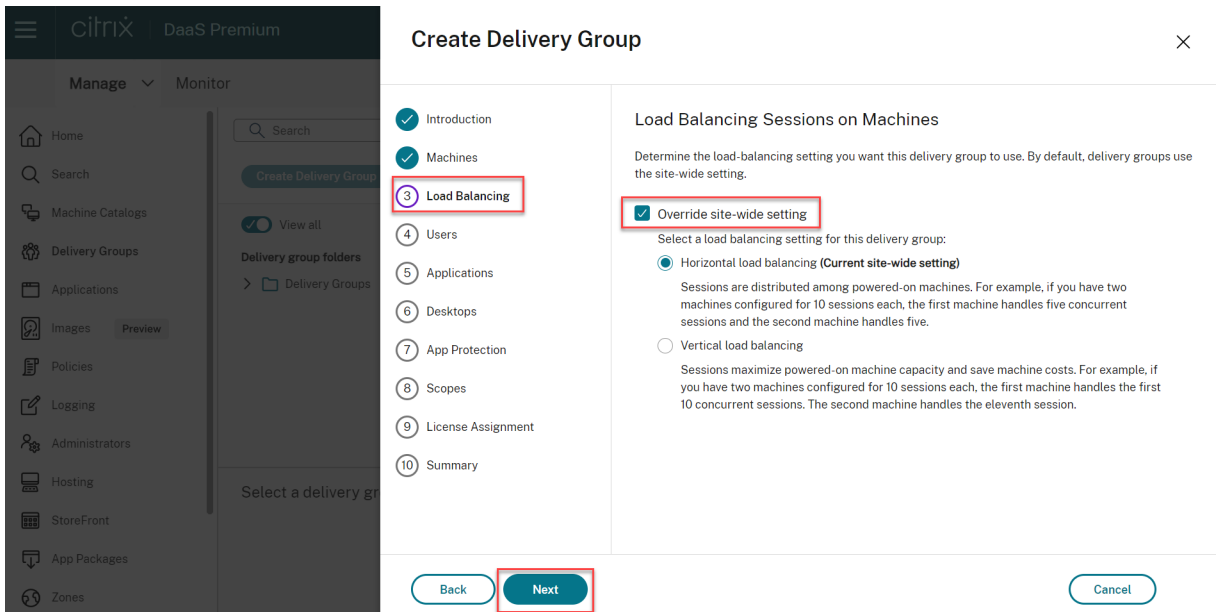 citrix DaaS Premium
Manage Monitor
Home
Search
Machine Catalogs
Delivery Groups
Applications
Images Preview
Policies
Logging
Administrators
Hosting
StoreFront
App Packages
Zones
Search
Create Delivery Group
View all
Delivery group folders
Delivery Groups
Select a delivery gr
Create Delivery Group
Introduction
Machines
3 Load Balancing
4 Users
5 Applications
6 Desktops
7 App Protection
8 Scopes
9 License Assignment
10 Summary
Load Balancing Sessions on Machines
Determine the load-balancing setting you want this delivery group to use. By default, delivery groups use
the site-wide setting.
Override site-wide setting
Select a load balancing setting for this delivery group:
Horizontal load balancing (Current site-wide setting)
Sessions are distributed among powered-on machines. For example, if you have two
machines configured for 10 sessions each, the first machine handles five concurrent
sessions and the second machine handles five.
Vertical load balancing
Sessions maximize powered-on machine capacity and save machine costs. For example, if
you have two machines configured for 10 sessions each, the first machine handles the first
10 concurrent sessions. The second machine handles the eleventh session.
Back Next Cancel